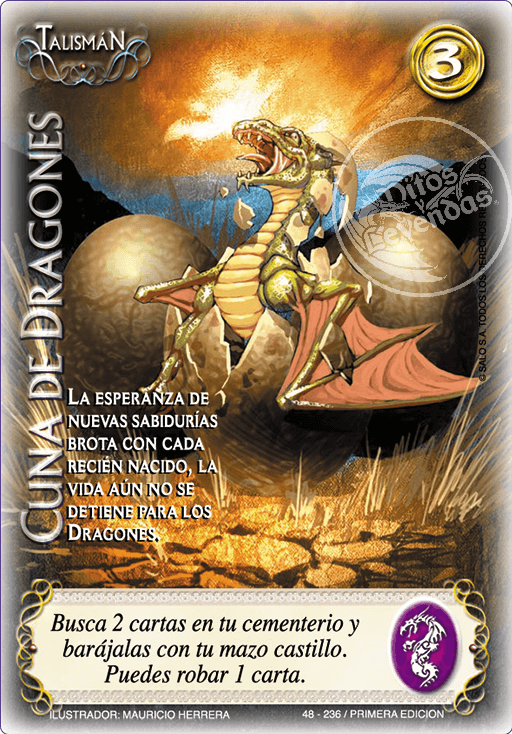 TALISMÁN
3
CUNA DE DRAGONES
Mitos
y
Leyendas
© SALO S.A. TODOS LOS DERECHOS R
LA ESPERANZA DE
NUEVAS SABIDURÍAS
BROTA CON CADA
RECIÉN NACIDO, LA
VIDA AÚN NO SE
DETIENE PARA LOS
DRAGONES.
Busca 2 cartas en tu cementerio y
barájalas con tu mazo castillo.
Puedes robar 1 carta.
ILUSTRADOR: MAURICIO HERRERA
48 - 236 / PRIMERA EDICION